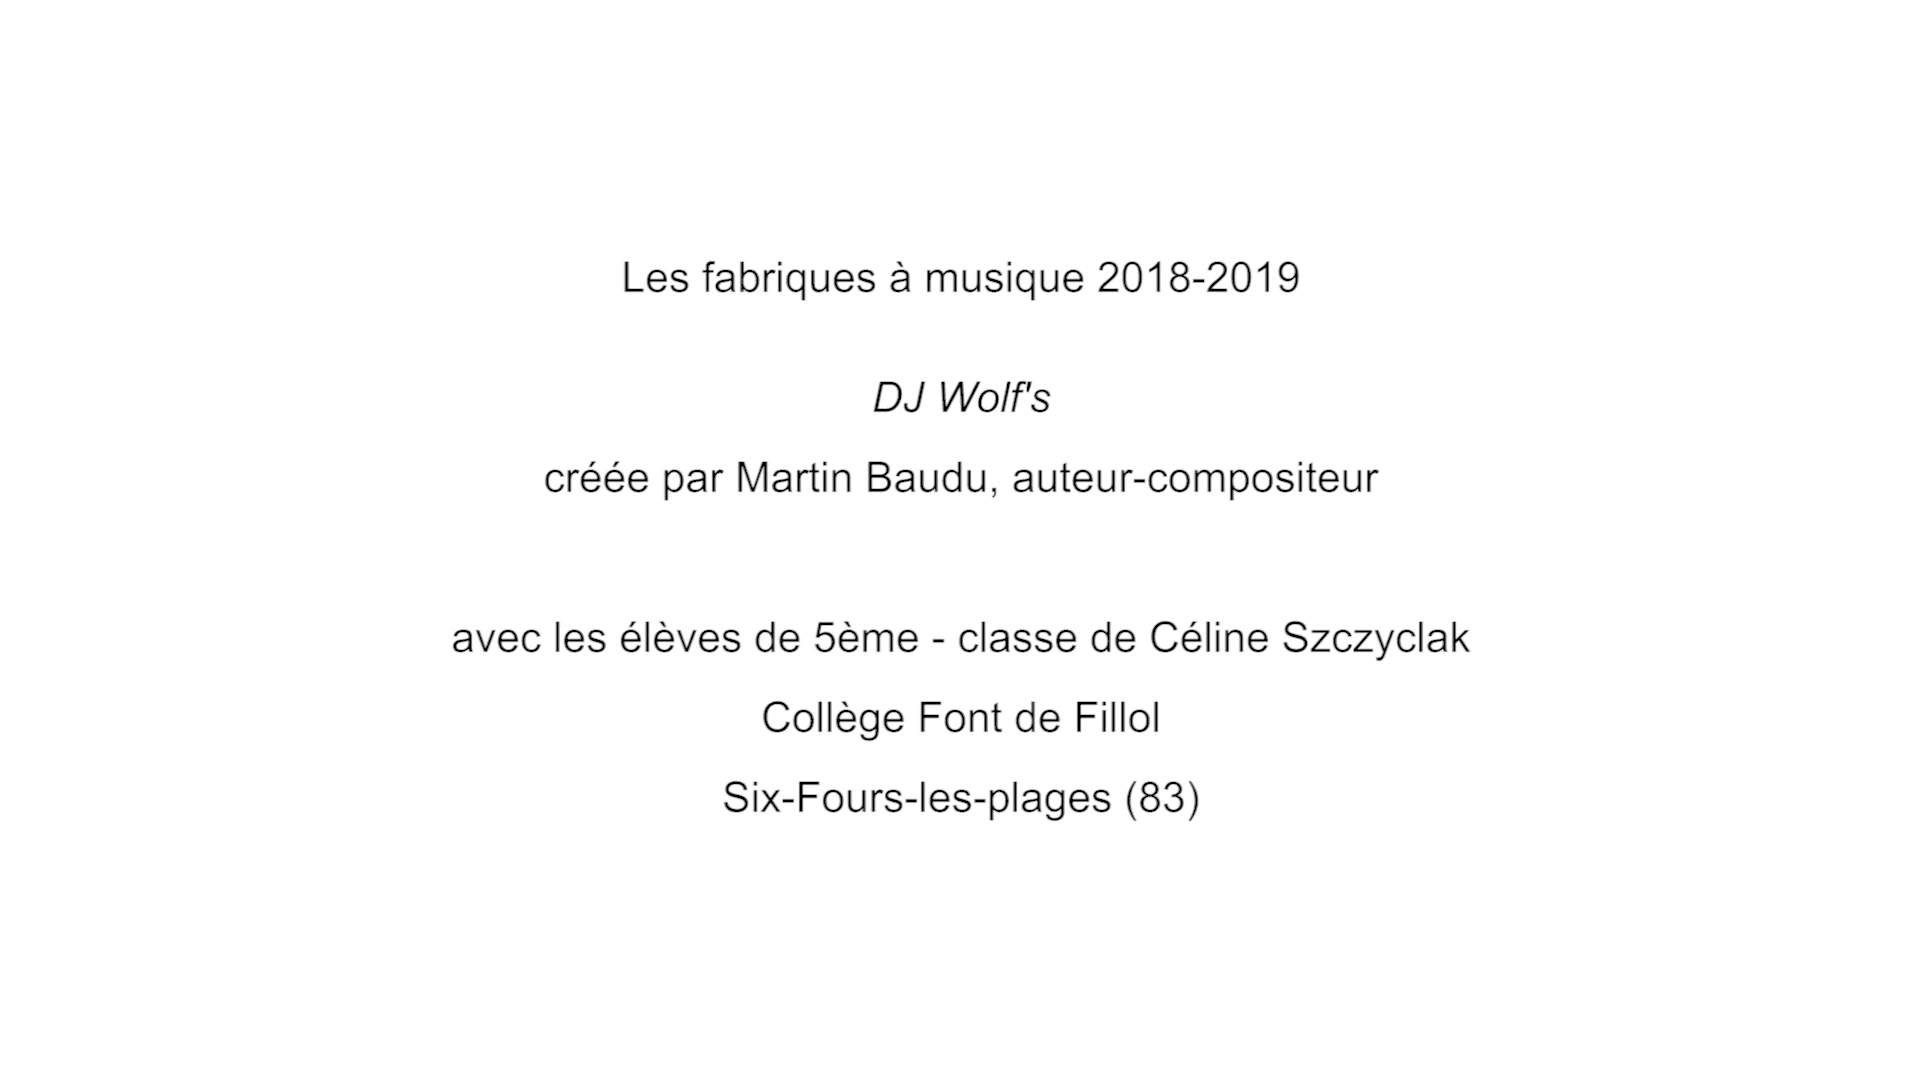 Les fabriques à musique 2018-2019
DJ Wolf's
créée par Martin Baudu, auteur-compositeur
avec les élèves de 5ème - classe de Céline Szczyclak
Collège Font de Fillol
Six-Fours-les-plages (83)